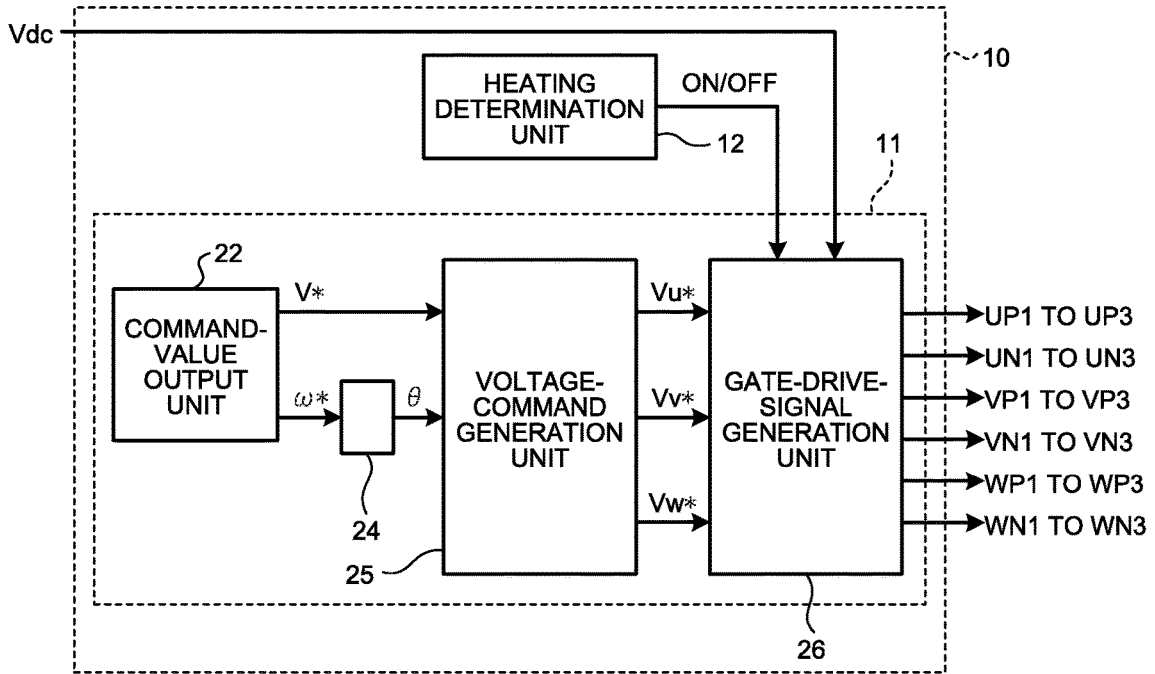 Vdc
10
HEATING
DETERMINATION
UNIT
ON/OFF
12
11
22
COMMAND-
VALUE
OUTPUT
UNIT
V*
ω*
θ
24
VOLTAGE-
COMMAND
GENERATION
UNIT
25
Vu*
Vv*
Vw*
GATE-DRIVE-
SIGNAL
GENERATION
UNIT
26
UP1 TO UP3
UN1 TO UN3
VP1 TO VP3
VN1 TO VN3
WP1 TO WP3
WN1 TO WN3